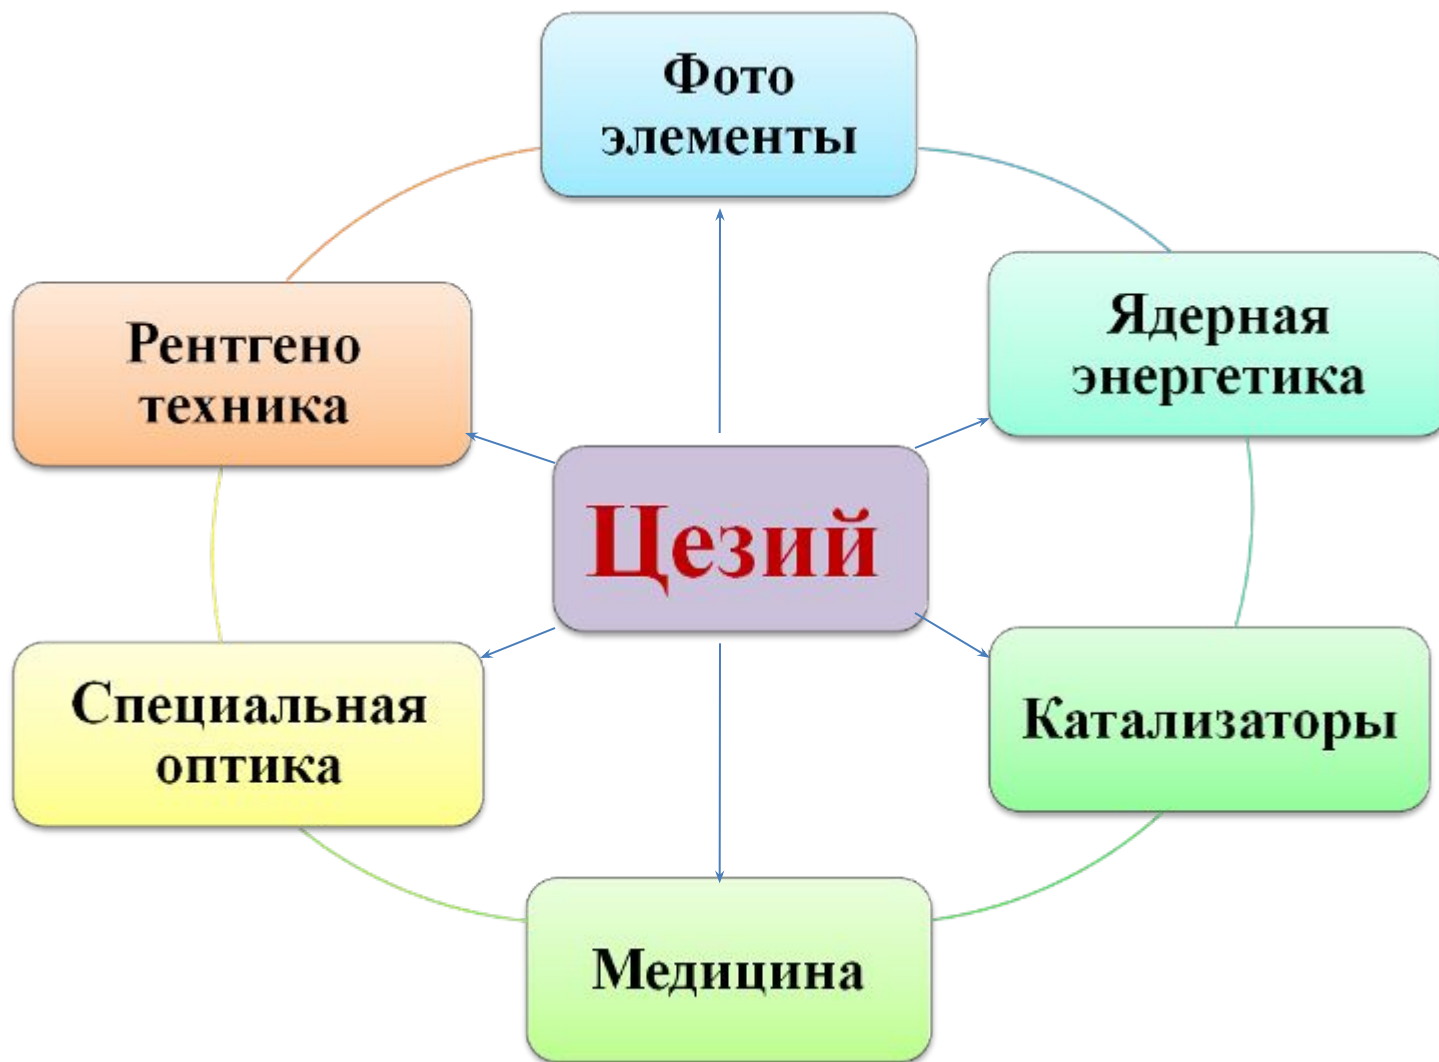 Фото
элементы
Ядерная
энергетика
Рентгено
техника
Цезий
Специальная
оптика
Катализаторы
Медицина